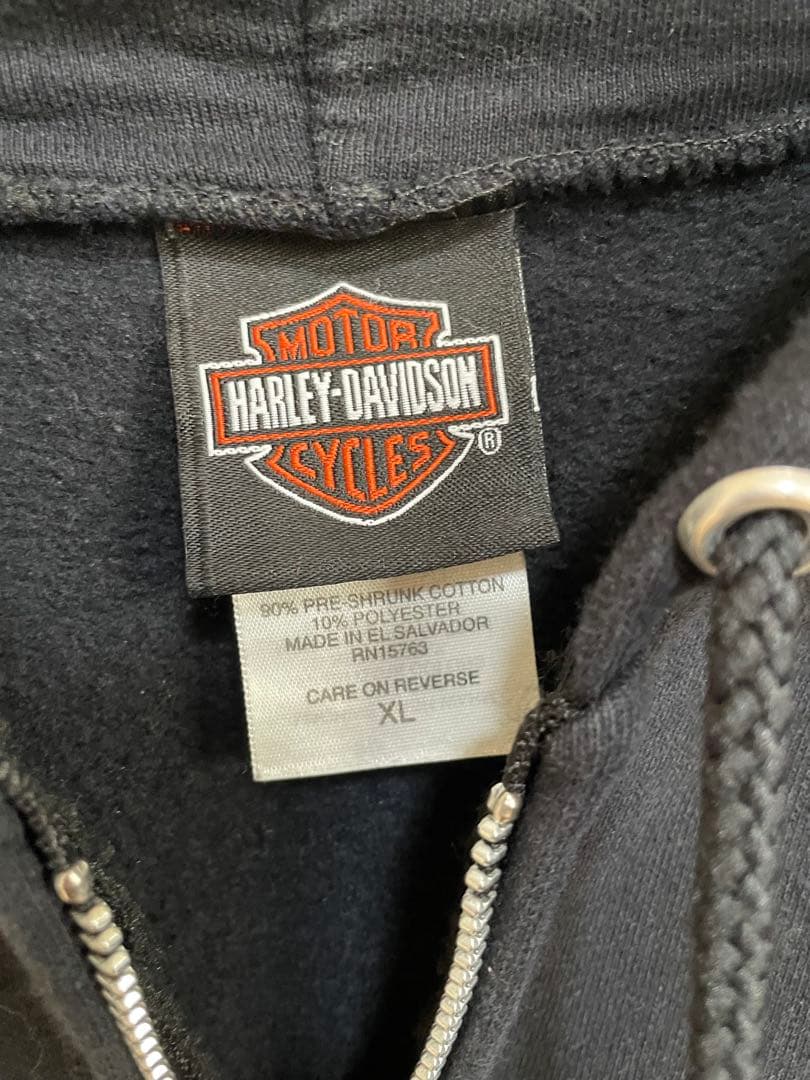 MOTOR
HARLEY-DAVIDSON
CYCLES
®
90% PRE-SHRUNK COTTON
10% POLYESTER
MADE IN EL SALVADOR
RN15763
CARE ON REVERSE
XL